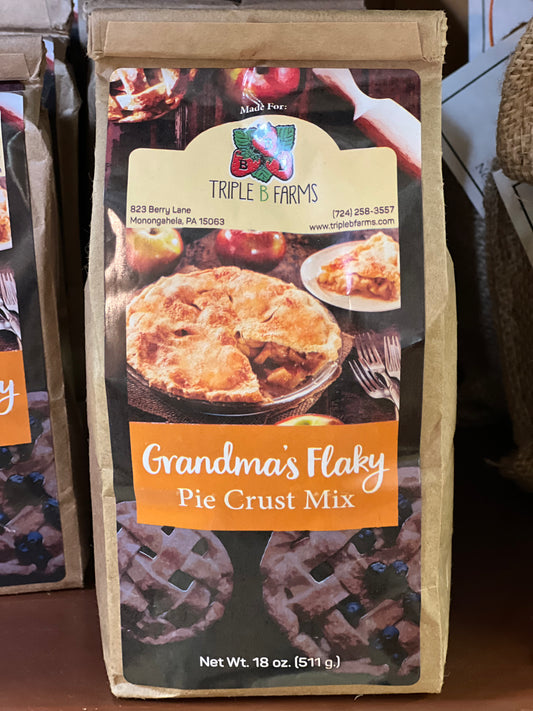 Made For:
B
TRIPLE B FARMS
823 Berry Lane
Monongahela, PA 15063
(724) 258-3557
www.triplebfarms.com
Grandma's Flaky
Pie Crust Mix
Net Wt. 18 oz. (511 g.)
y